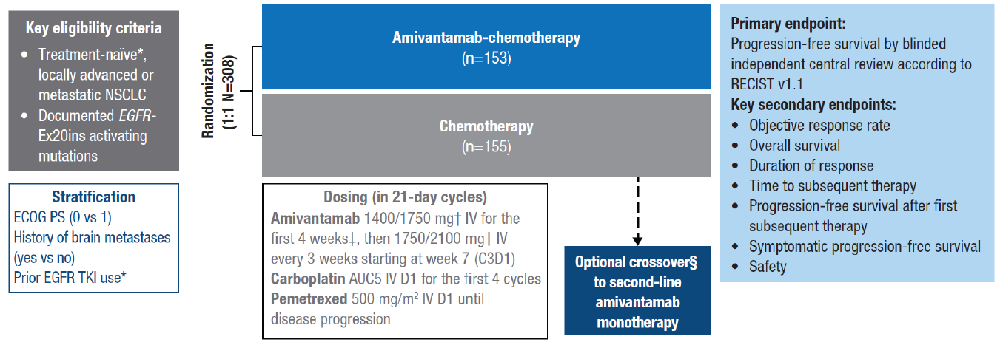 Key eligibility criteria
• Treatment-naïve*,
locally advanced or
metastatic NSCLC
• Documented EGFR-
Ex20ins activating
mutations
Stratification
ECOG PS (0 vs 1)
History of brain metastases
(yes vs no)
Prior EGFR TKI use*
Randomization
(1:1 N=308)
Amivantamab-chemotherapy
(n=153)
Chemotherapy
(n=155)
Dosing (in 21-day cycles)
Amivantamab 1400/1750 mg† IV for the
first 4 weeks‡, then 1750/2100 mg† IV
every 3 weeks starting at week 7 (C3D1)
Carboplatin AUC5 IV D1 for the first 4 cycles
Pemetrexed 500 mg/m² IV D1 until
disease progression
Optional crossover§
to second-line
amivantamab
monotherapy
Primary endpoint:
Progression-free survival by blinded
independent central review according to
RECIST v1.1
Key secondary endpoints:
• Objective response rate
• Overall survival
• Duration of response
• Time to subsequent therapy
• Progression-free survival after first
subsequent therapy
• Symptomatic progression-free survival
• Safety